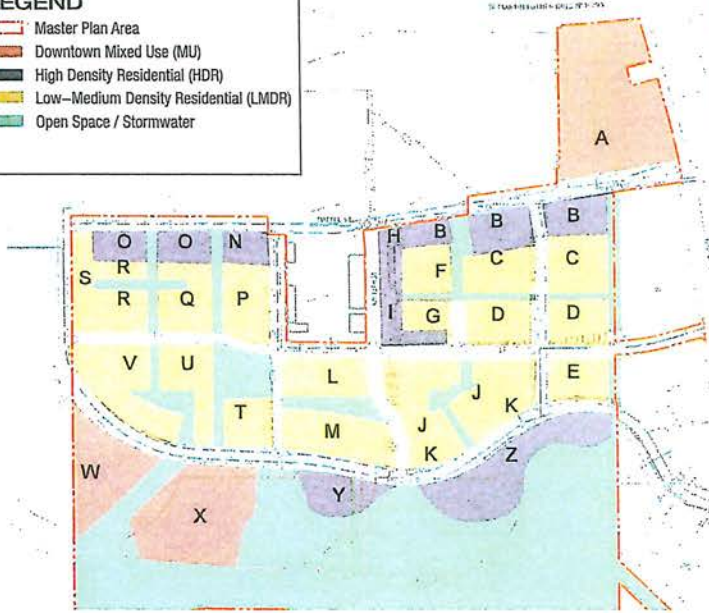 EGEND
Master Plan Area
Downtown Mixed Use (MU)
High Density Residential (HDR)
Low–Medium Density Residential (LMDR)
Open Space / Stormwater
A
B
B
B
H
O
O
N
R
F
C
C
S
R
Q
P
I
G
D
D
V
U
L
J
E
T
J
K
M
K
W
Z
Y
X